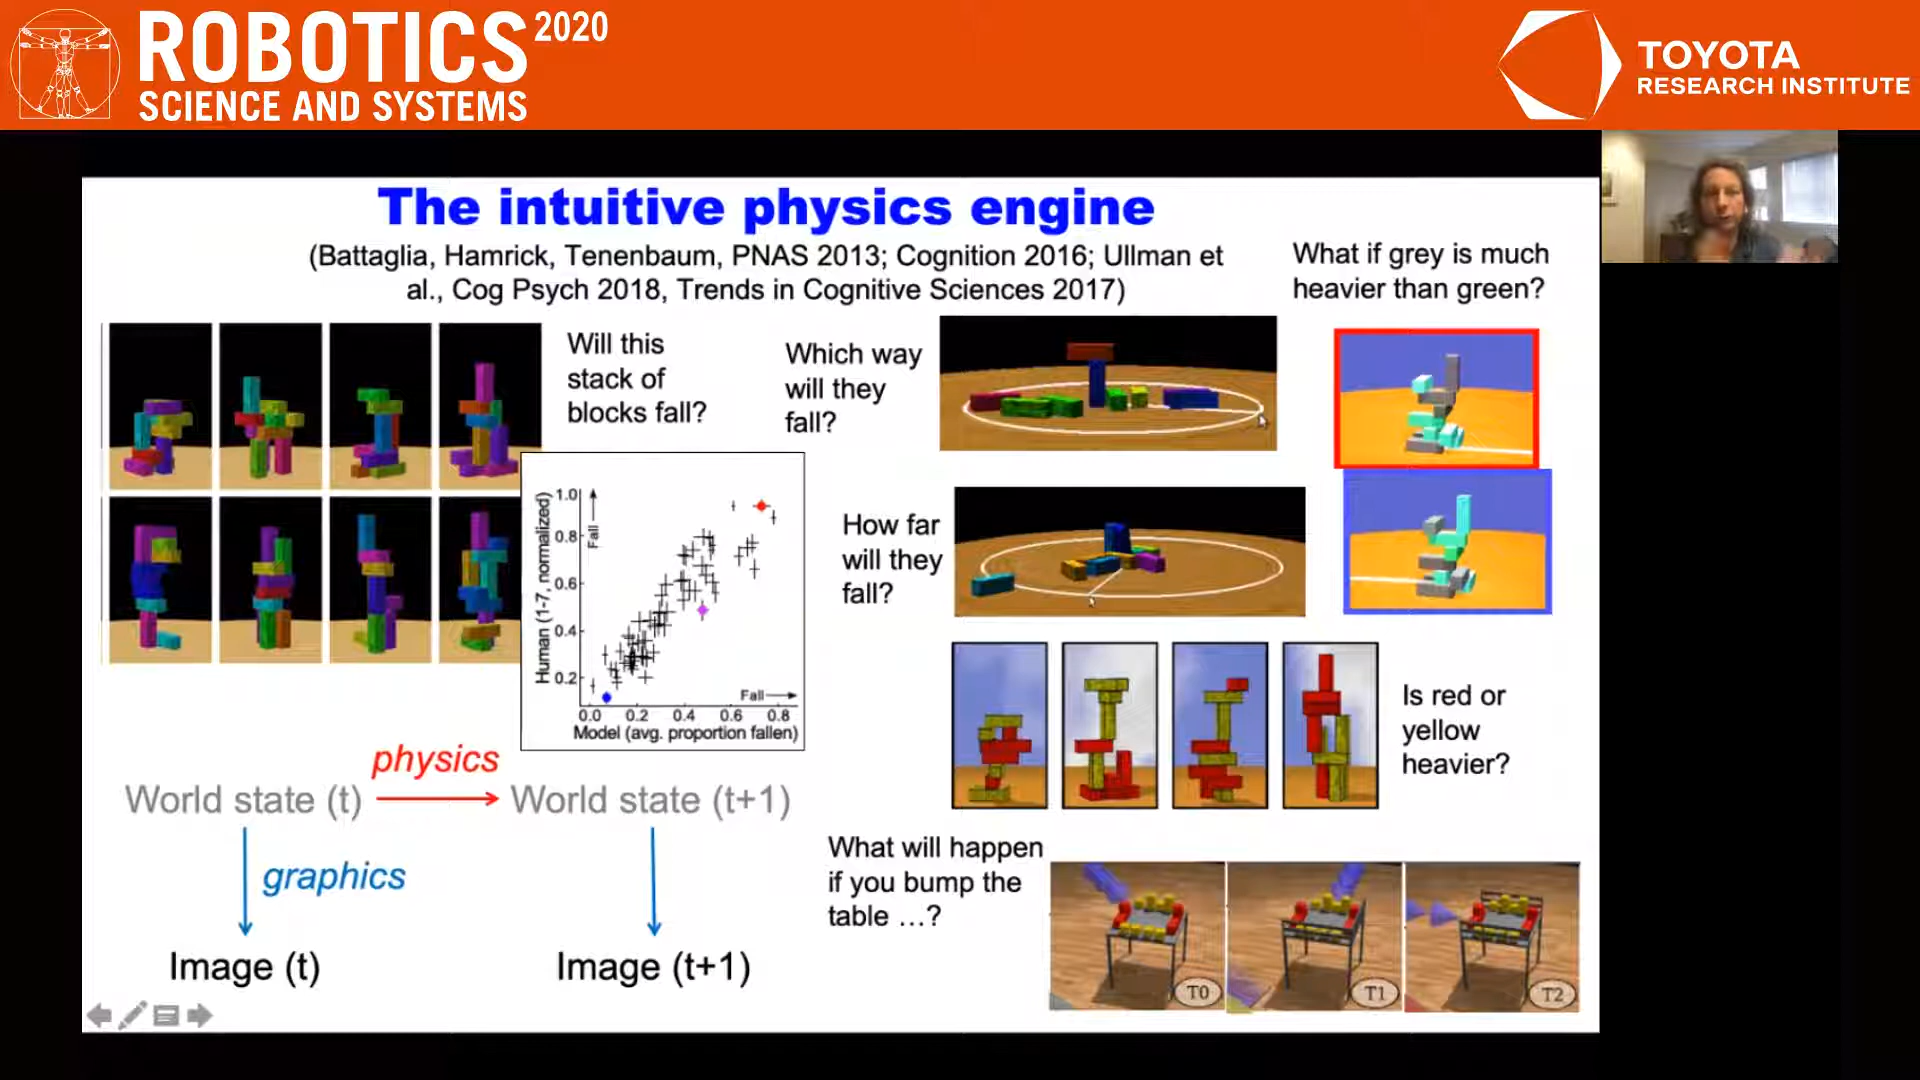 ROBOTICS 2020
SCIENCE AND SYSTEMS
TOYOTA
RESEARCH INSTITUTE
The intuitive physics engine
(Battaglia, Hamrick, Tenenbaum, PNAS 2013; Cognition 2016; Ullman et
al., Cog Psych 2018, Trends in Cognitive Sciences 2017)
What if grey is much
heavier than green?
Will this
stack of
blocks fall?
Which way
will they
fall?
How far
will they
fall?
Human (1-7, normalized)
Fall
1.0
0.8
0.6
0.4
0.2
Fall
0.0 0.2 0.4 0.6 0.8
Model (avg. proportion fallen)
Is red or
yellow
heavier?
physics
World state (t)
World state (t+1)
graphics
Image (t)
Image (t+1)
What will happen
if you bump the
table …?
T0
T1
T2